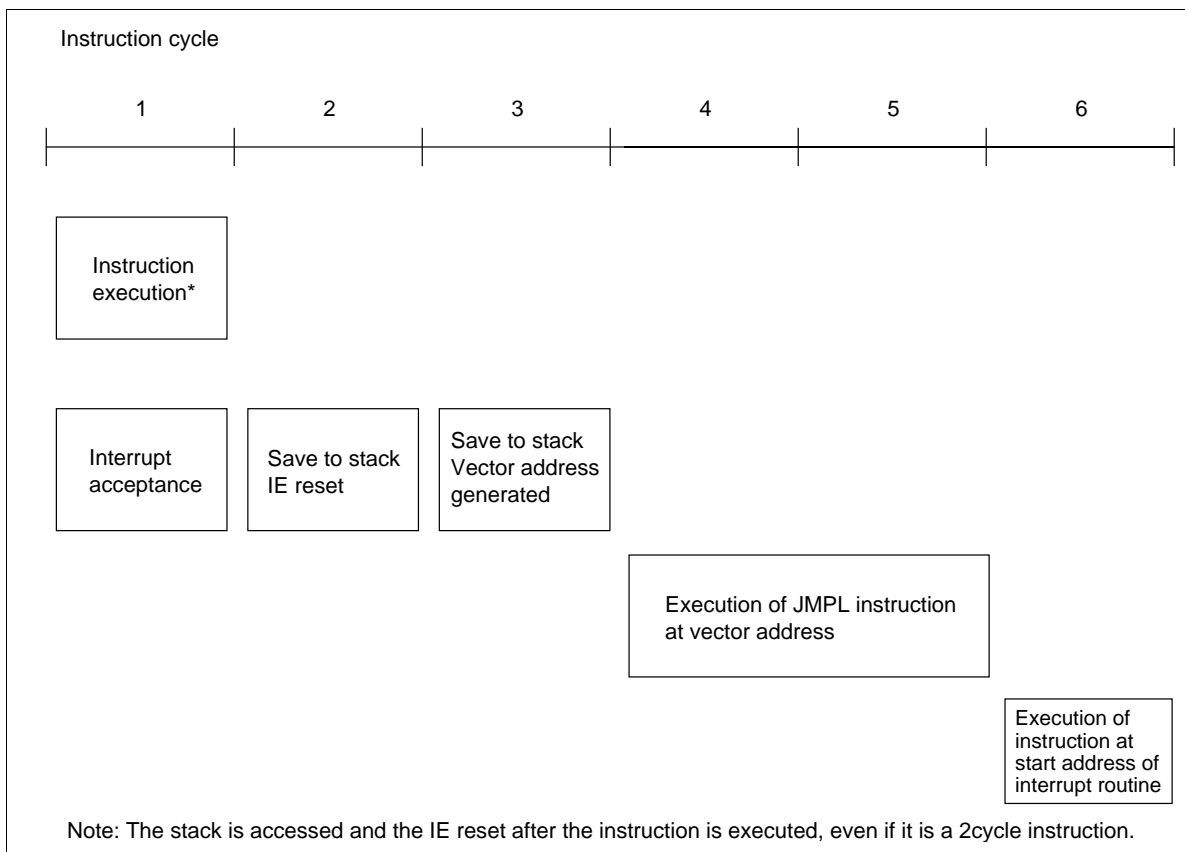 Instruction cycle
1 2 3 4 5 6
Instruction
execution*
Interrupt
acceptance
Save to stack
IE reset
Save to stack
Vector address
generated
Execution of JMPL instruction
at vector address
Execution of
instruction at
start address of
interrupt routine
Note: The stack is accessed and the IE reset after the instruction is executed, even if it is a 2cycle instruction.